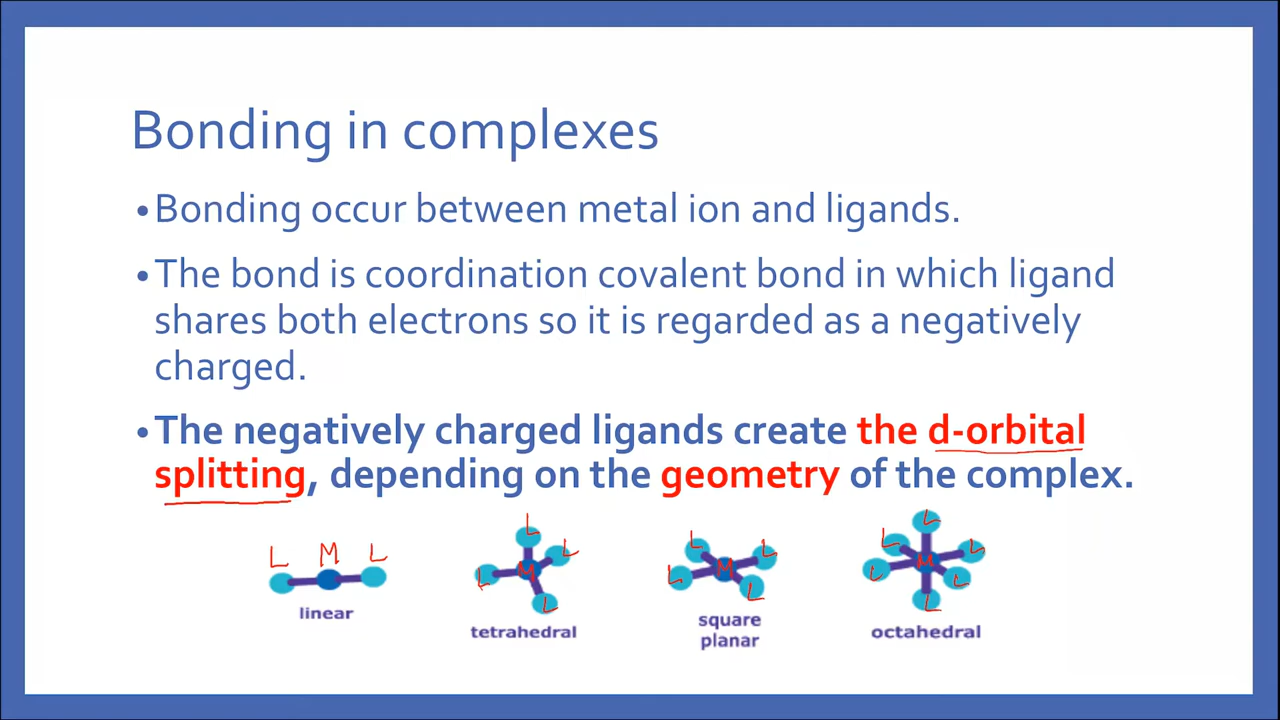 Bonding in complexes
•Bonding occur between metal ion and ligands.
•The bond is coordination covalent bond in which ligand
shares both electrons so it is regarded as a negatively
charged.
•The negatively charged ligands create the d-orbital
splitting, depending on the geometry of the complex.
L M L
linear
L L M L L
tetrahedral
L L M L L
square
planar
L L L M L L L
octahedral